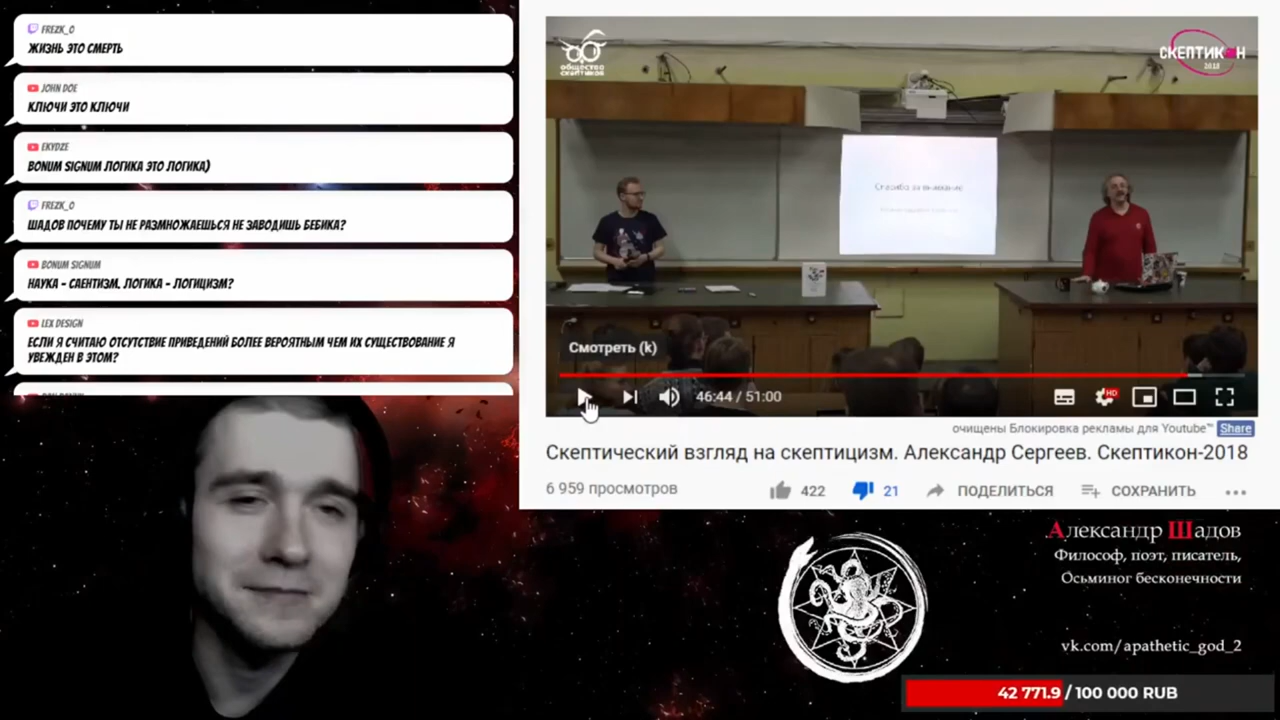 FREZK_O
ЖИЗНЬ ЭТО СМЕРТЬ
JOHN DOE
КЛЮЧИ ЭТО КЛЮЧИ
EKYDZE
BONUM SIGNUM ЛОГИКА ЭТО ЛОГИКА)
FREZK_O
ШАДОВ ПОЧЕМУ ТЫ НЕ РАЗМНОЖАЕШЬСЯ НЕ ЗАВОДИШЬ БЕБИКА?
BONUM SIGNUM
НАУКА - САЕНТИЗМ. ЛОГИКА - ЛОГИЦИЗМ?
LEX DESIGN
ЕСЛИ Я СЧИТАЮ ОТСУТСТВИЕ ПРИВЕДЕНИЙ БОЛЕЕ ВЕРОЯТНЫМ ЧЕМ ИХ СУЩЕСТВОВАНИЕ Я
УВЕЖДЕН В ЭТОМ?
общество
скептиков
СКЕПТИКОН
2018
Спасибо за внимание
Смотреть (k)
46:44 / 51:00
HD
очищены Блокировка рекламы для Youtube™ Share
Скептический взгляд на скептицизм. Александр Сергеев. Скептикон-2018
6 959 просмотров
422
21
ПОДЕЛИТЬСЯ
СОХРАНИТЬ
Александр Шадов
Философ, поэт, писатель,
Осьминог бесконечности
vk.com/apathetic_god_2
42 771.9 / 100 000 RUB